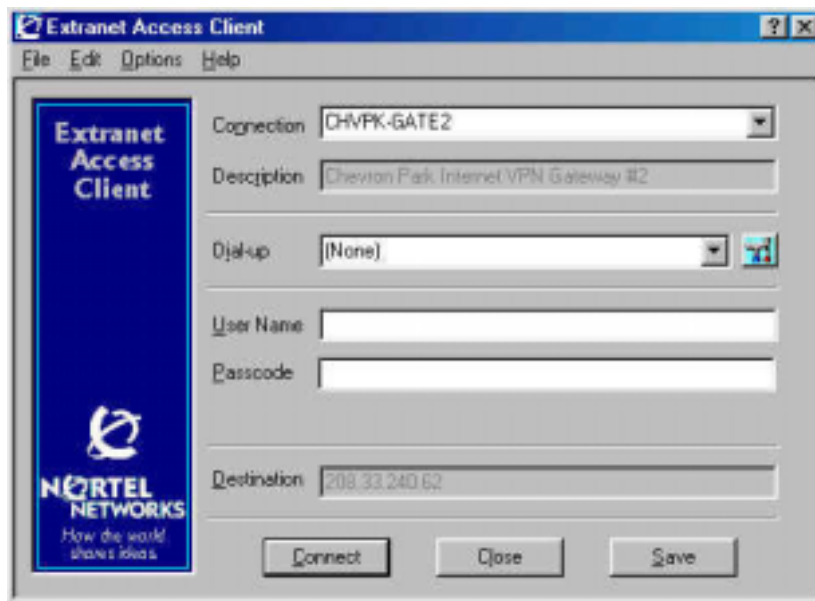 Extranet Access Client
File Edit Options Help
Extranet
Access
Client
Connection CHVPK-GATE2
Description Chevron Park Internet VPN Gateway #2
Dial-up (None)
User Name
Passcode
Destination 208.33.240.62
NORTEL
NETWORKS
How the world
shares ideas.
Connect Close Save